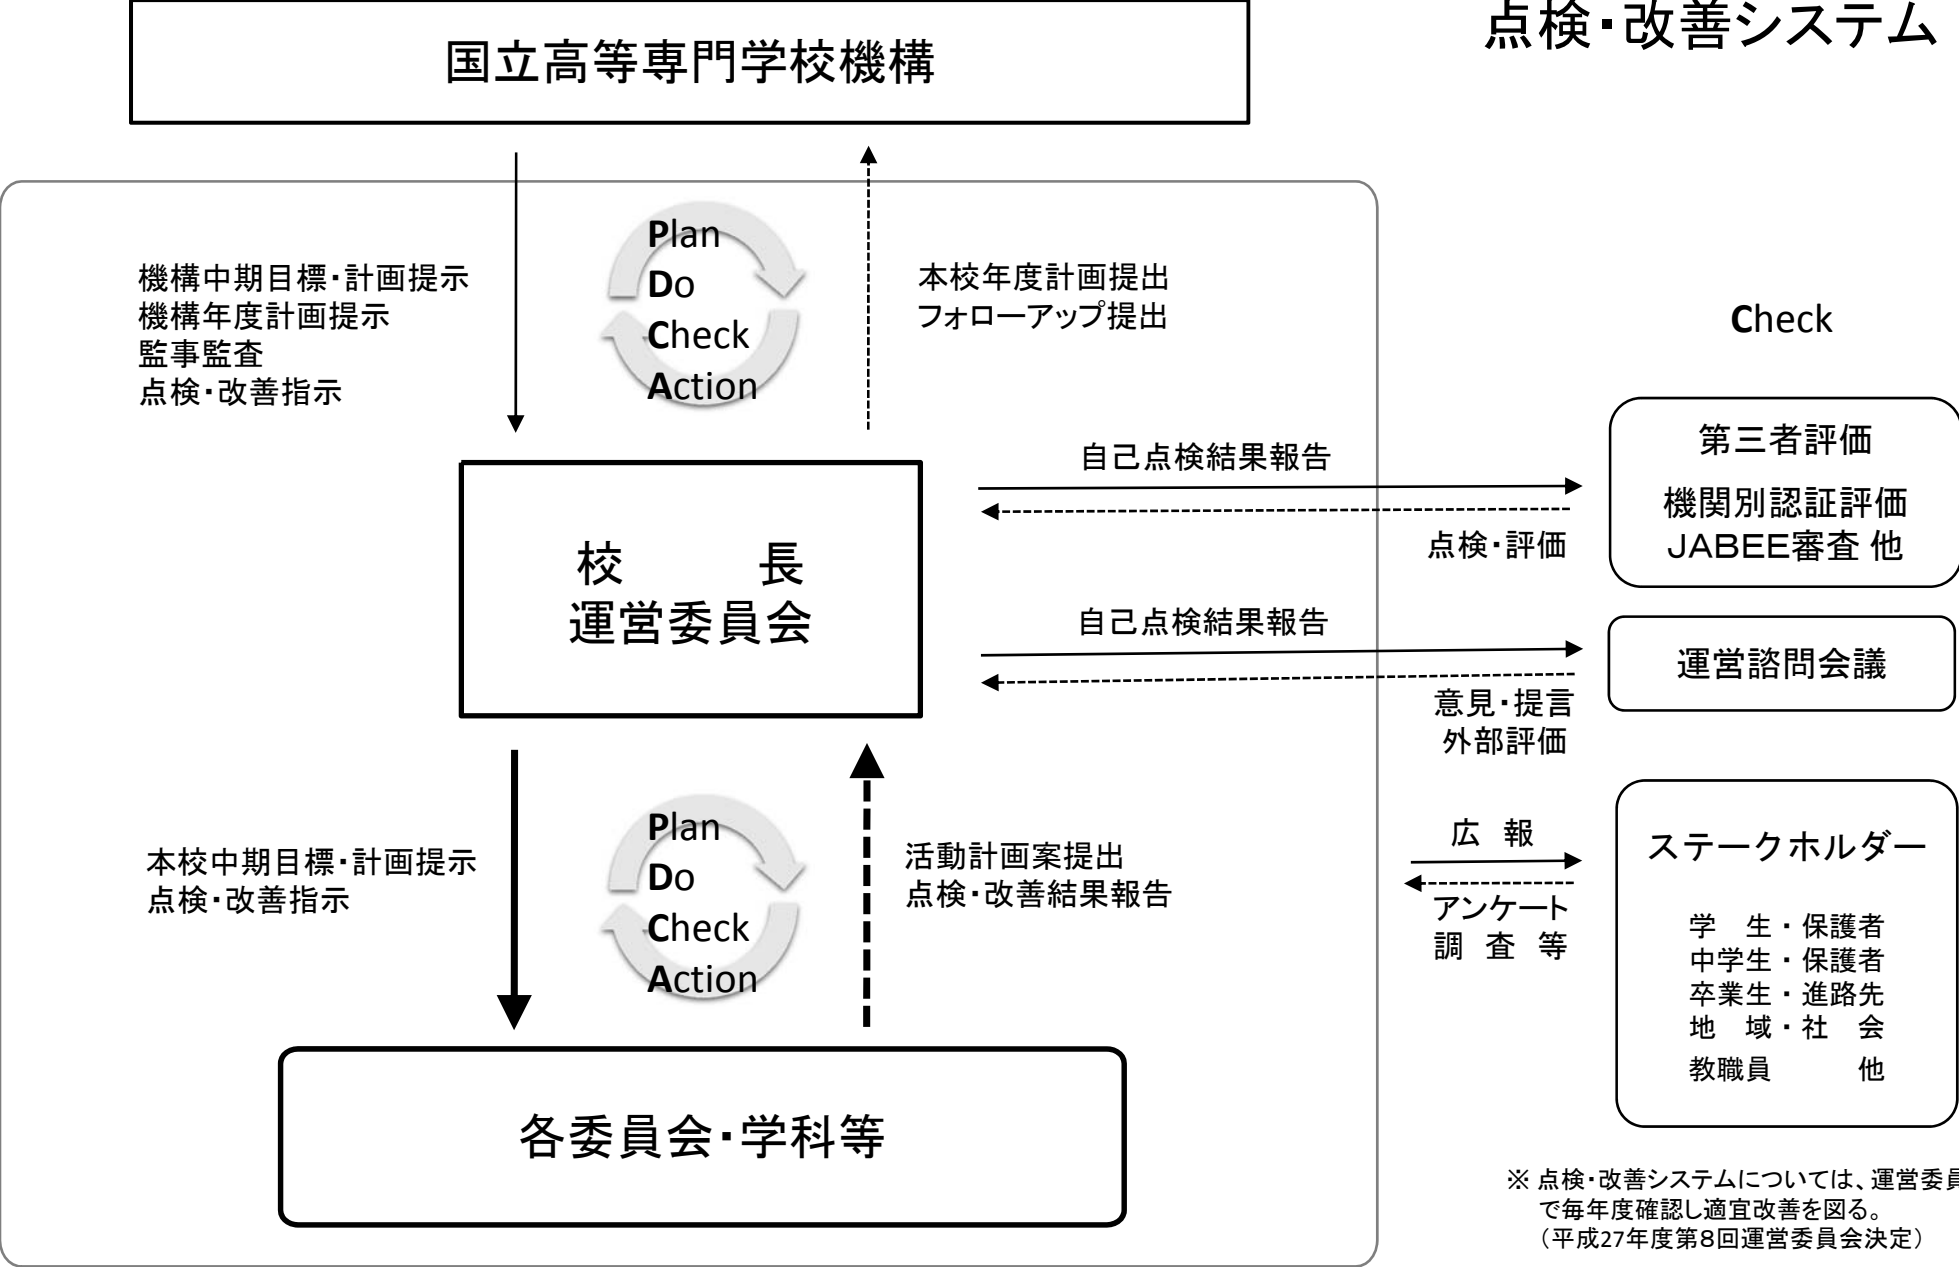 点検・改善システム
国立高等専門学校機構
機構中期目標・計画提示
機構年度計画提示
監事監査
点検・改善指示
Plan
Do
Check
Action
本校年度計画提出
フォローアップ提出
Check
自己点検結果報告
点検・評価
第三者評価
機関別認証評価
JABEE審査 他
校　　長
運営委員会
自己点検結果報告
意見・提言
外部評価
運営諮問会議
本校中期目標・計画提示
点検・改善指示
Plan
Do
Check
Action
活動計画案提出
点検・改善結果報告
広　報
アンケート
調　査　等
ステークホルダー
学　生・保護者
中学生・保護者
卒業生・進路先
地　域・社　会
教職員　　　他
各委員会・学科等
※ 点検・改善システムについては、運営委員
で毎年度確認し適宜改善を図る。
（平成27年度第8回運営委員会決定）